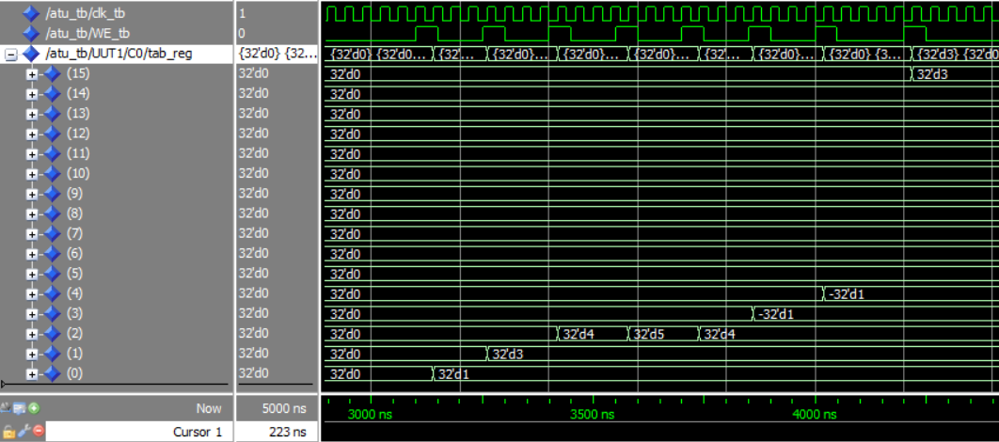 /atu_tb/clk_tb 1
/atu_tb/WE_tb 0
/atu_tb/UUT1/C0/tab_reg {32'd0} {32... {32'd0} {32'd0... {32'... {32'd0}... {32'd0}... {32'd0}... {32'... {32'd0}... {32'd0} {3... {32'd3} {32'd0
(15) 32'd0 32'd0 32'd3
(14) 32'd0 32'd0
(13) 32'd0 32'd0
(12) 32'd0 32'd0
(11) 32'd0 32'd0
(10) 32'd0 32'd0
(9) 32'd0 32'd0
(8) 32'd0 32'd0
(7) 32'd0 32'd0
(6) 32'd0 32'd0
(5) 32'd0 32'd0
(4) 32'd0 32'd0 -32'd1
(3) 32'd0 32'd0 -32'd1
(2) 32'd0 32'd0 32'd4 32'd5 32'd4
(1) 32'd0 32'd0 32'd3
(0) 32'd0 32'd0 32'd1
Now 5000 ns 3000 ns 3500 ns 4000 ns
Cursor 1 223 ns